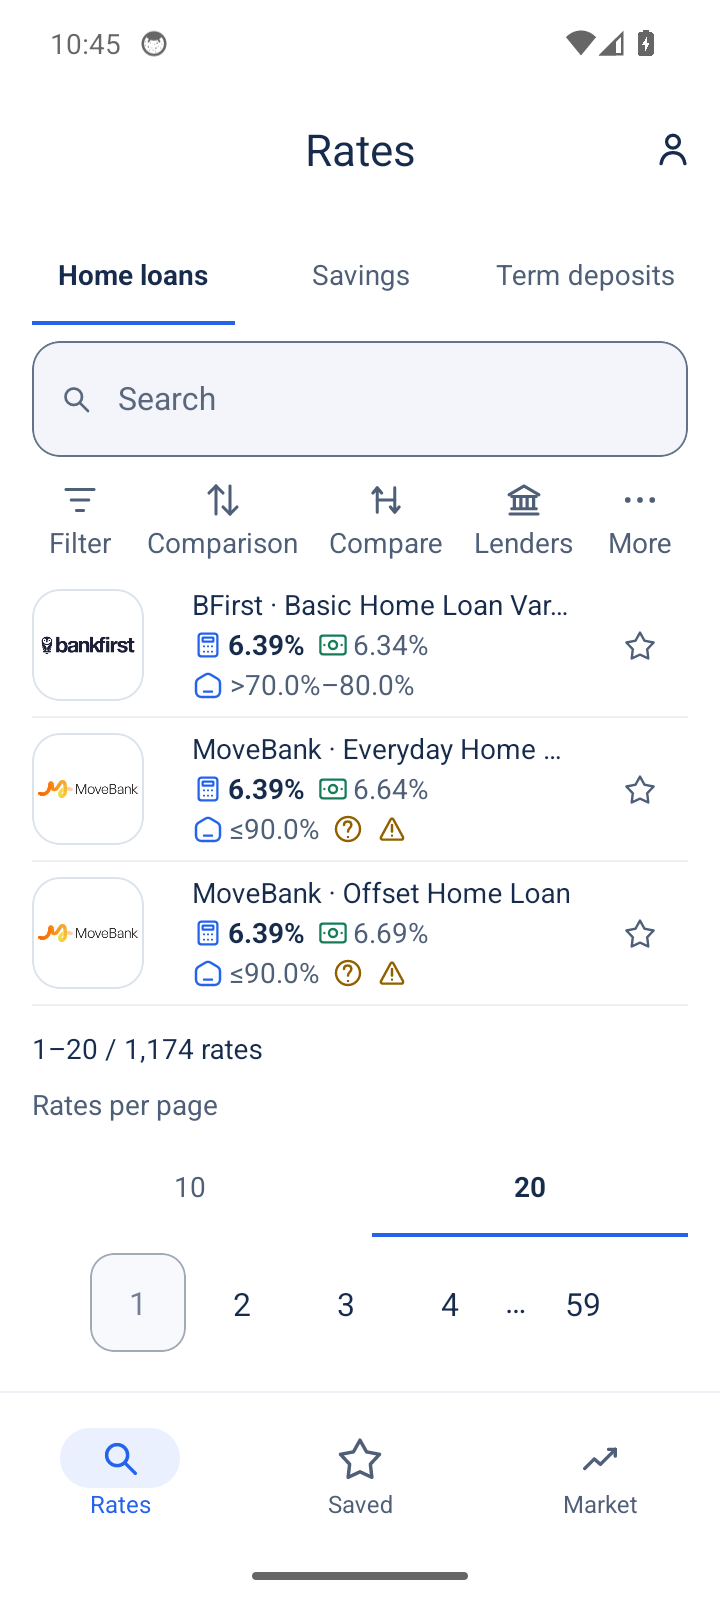 10:45
Rates
Home loans
Savings
Term deposits
Search
Filter
Comparison
Compare
Lenders
More
bankfirst
BFirst · Basic Home Loan Var...
6.39% 6.34%
>70.0%–80.0%
MoveBank
MoveBank · Everyday Home ...
6.39% 6.64%
≤90.0%
MoveBank
MoveBank · Offset Home Loan
6.39% 6.69%
≤90.0%
1–20 / 1,174 rates
Rates per page
10
20
1 2 3 4 ... 59
Rates
Saved
Market